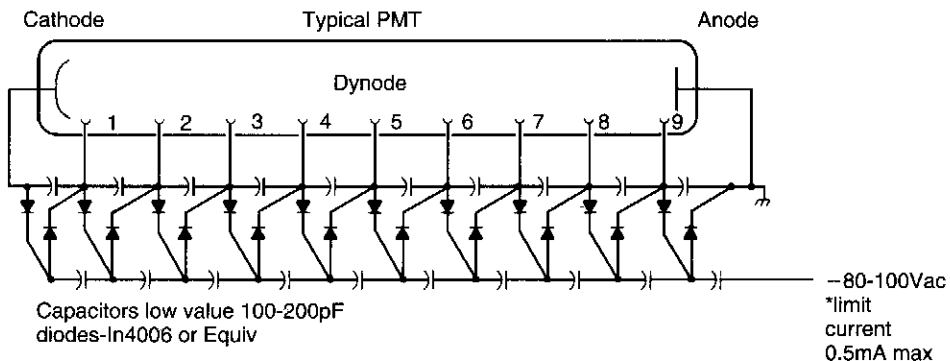 Cathode Typical PMT Anode
Dynode
1 2 3 4 5 6 7 8 9
Capacitors low value 100-200pF
diodes-In4006 or Equiv
−80-100Vac
*limit
current
0.5mA max